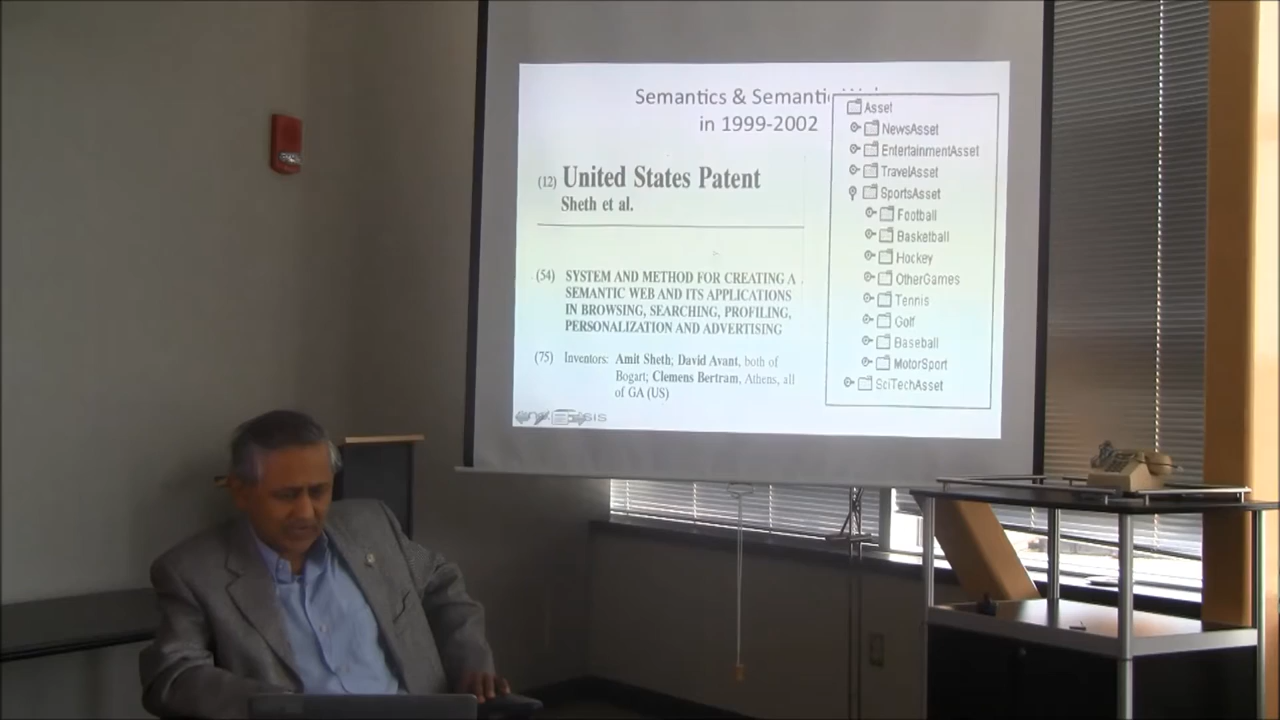 Semantics & Semanti
in 1999-2002
(12) United States Patent
Sheth et al.
(54) SYSTEM AND METHOD FOR CREATING A
SEMANTIC WEB AND ITS APPLICATIONS
IN BROWSING, SEARCHING, PROFILING,
PERSONALIZATION AND ADVERTISING
(75) Inventors: Amit Sheth; David Avant, both of
Bogart; Clemens Bertram, Athens, all
of GA (US)
SIS
Asset
NewsAsset
EntertainmentAsset
TravelAsset
SportsAsset
Football
Basketball
Hockey
OtherGames
Tennis
Golf
Baseball
MotorSport
SciTechAsset